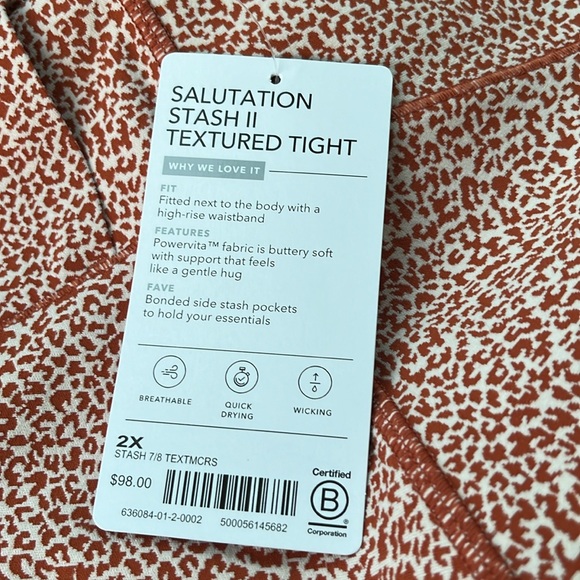 SALUTATION
STASH II
TEXTURED TIGHT
WHY WE LOVE IT
FIT
Fitted next to the body with a
high-rise waistband
FEATURES
Powervita™ fabric is buttery soft
with support that feels
like a gentle hug
FAVE
Bonded side stash pockets
to hold your essentials
BREATHABLE
QUICK
DRYING
WICKING
2X
STASH 7/8 TEXTMCRS
$98.00
636084-01-2-0002 500056145682
Certified
B
®
Corporation